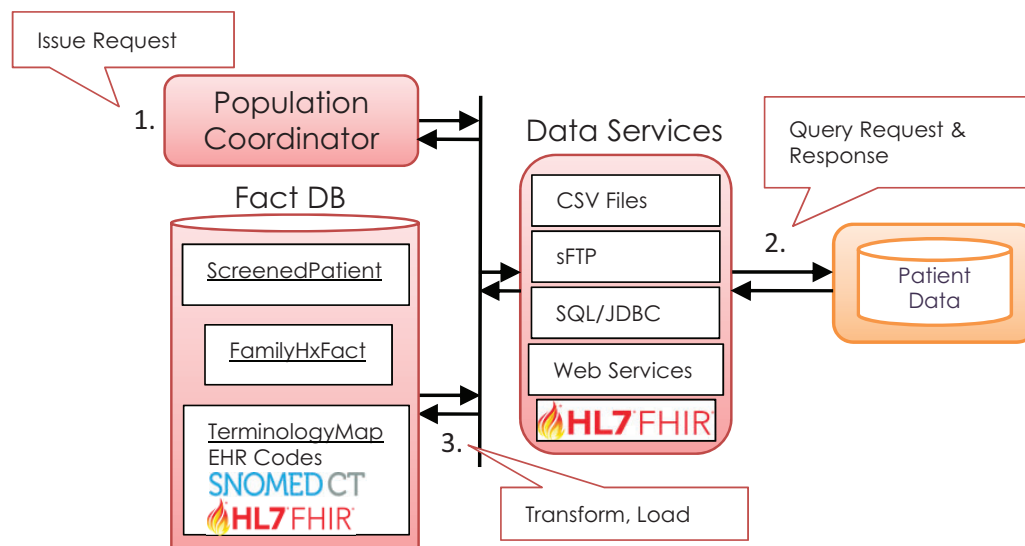 Issue Request
1.
Population
Coordinator
Data Services
Query Request &
Response
Fact DB
CSV Files
2.
ScreenedPatient
sFTP
Patient
Data
SQL/JDBC
FamilyHxFact
Web Services
HL7 FHIR
TerminologyMap
EHR Codes
SNOMED CT
HL7 FHIR
3.
Transform, Load